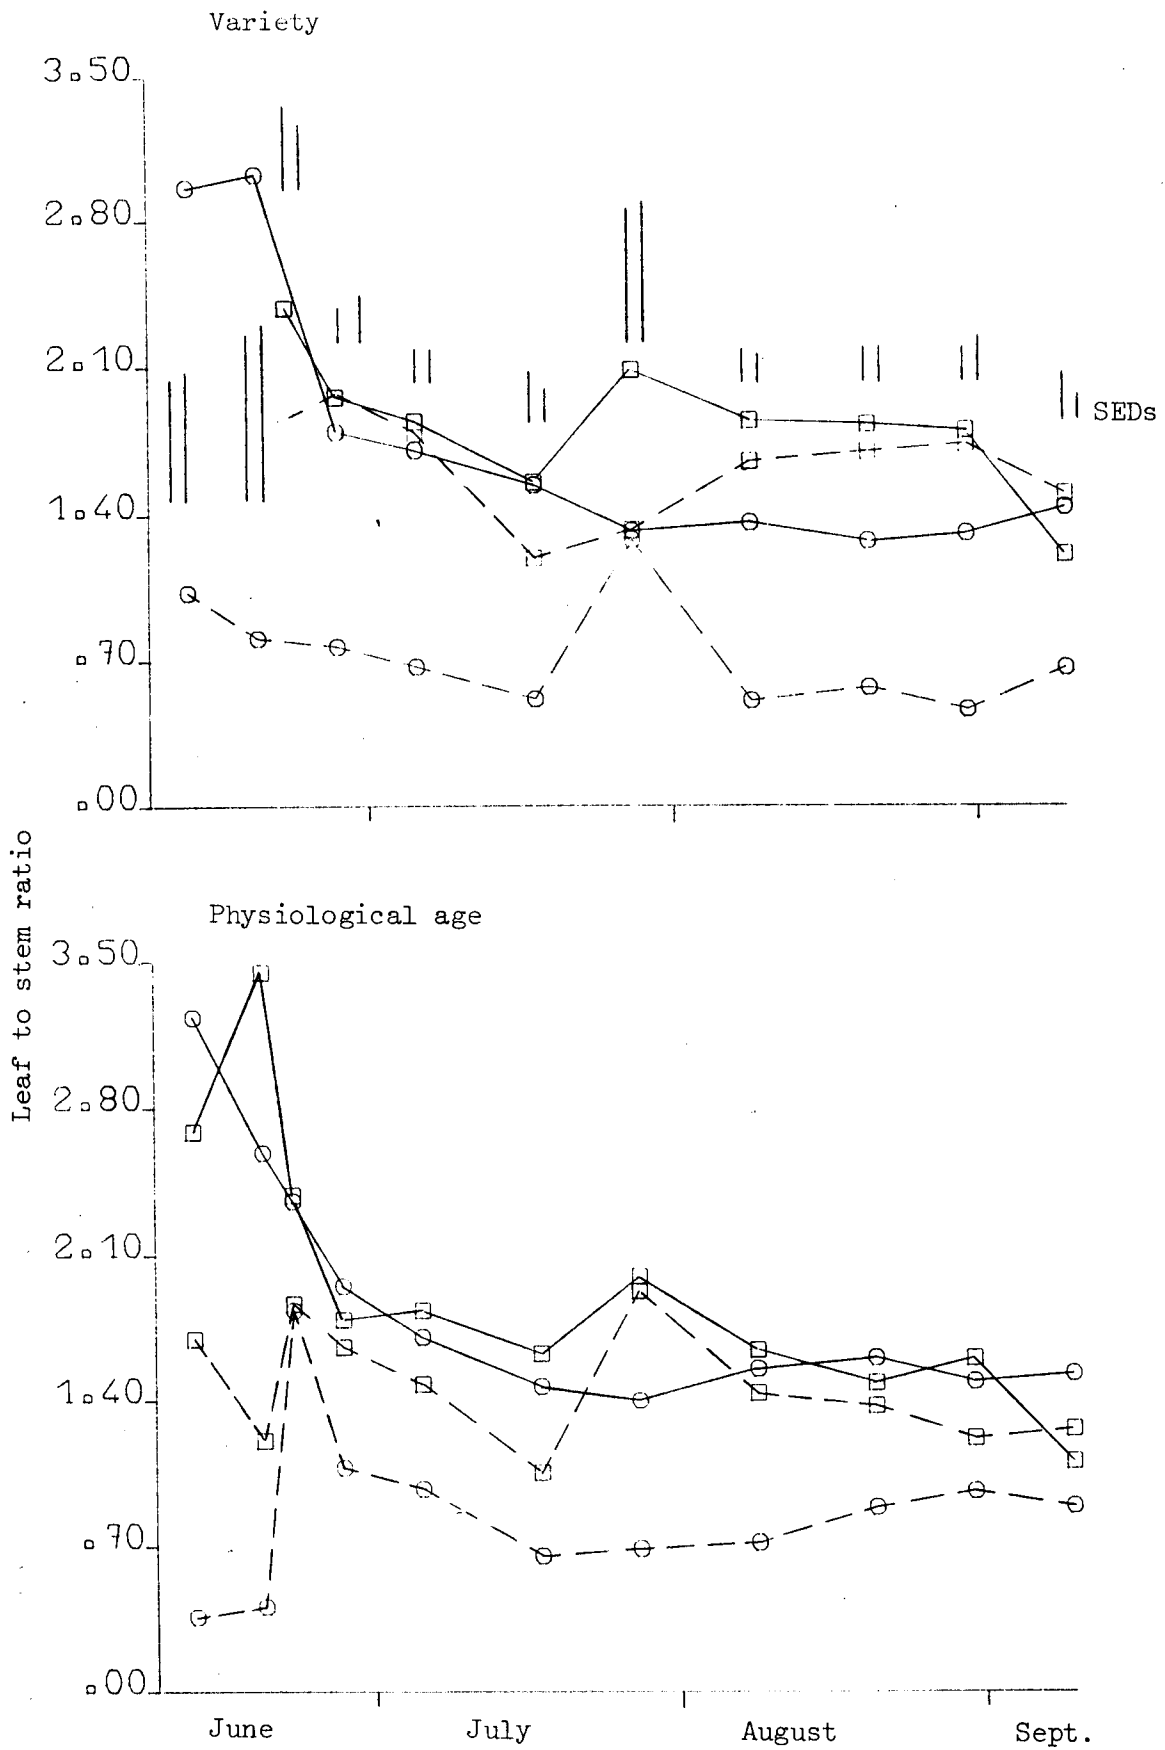 Variety
3.50
2.80
2.10
1.40
.70
.00
SEDs
Leaf to stem ratio
Physiological age
3.50
2.80
2.10
1.40
.70
.00
June July August Sept.